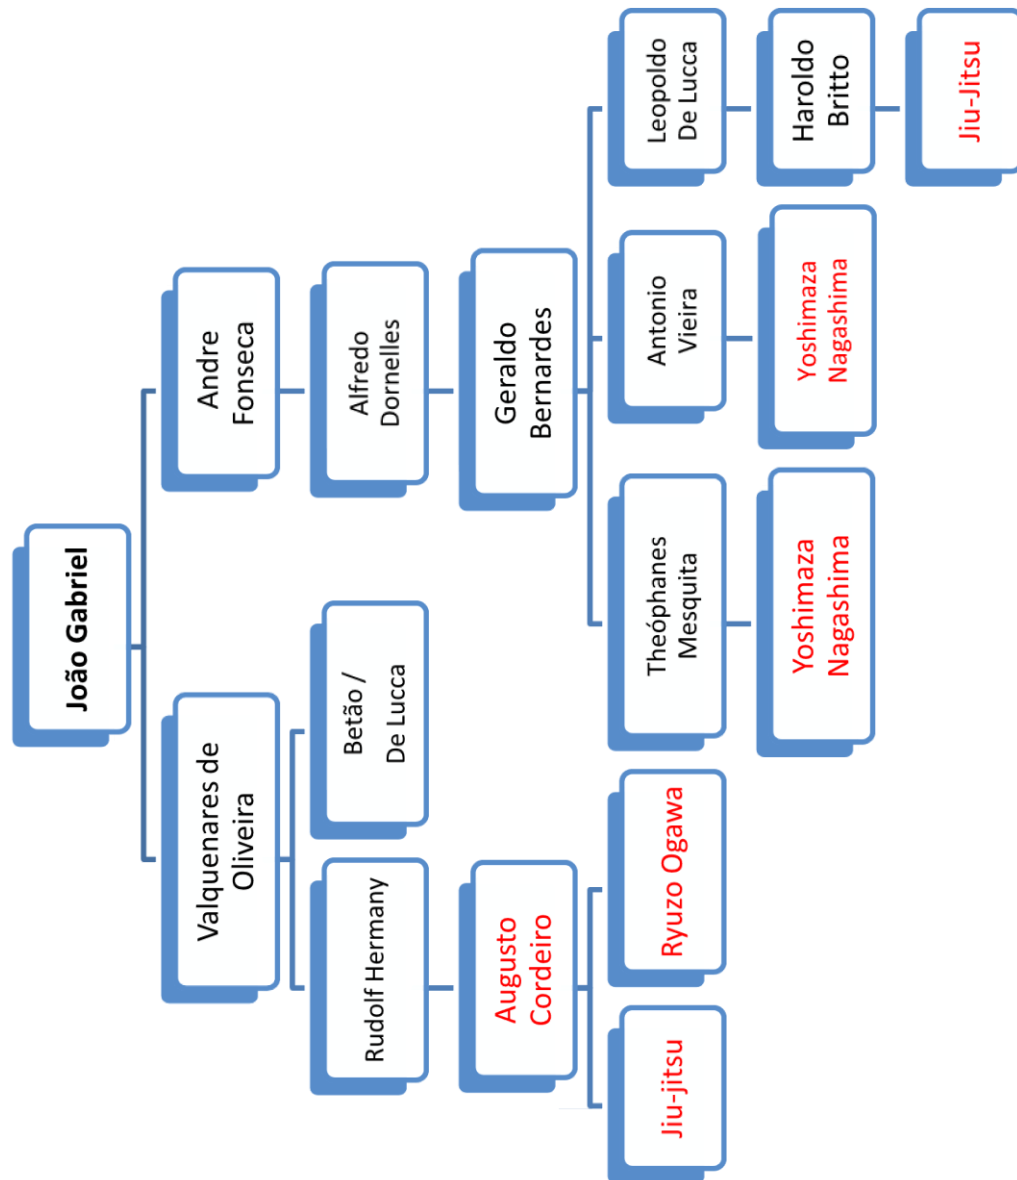 João Gabriel
Valquenares de
Oliveira
Andre
Fonseca
Rudolf Hermany
Betão /
De Lucca
Alfredo
Dornelles
Augusto
Cordeiro
Geraldo
Bernardes
Jiu-jitsu
Ryuzo Ogawa
Theóphanes
Mesquita
Antonio
Vieira
Leopoldo
De Lucca
Yoshimaza
Nagashima
Yoshimaza
Nagashima
Haroldo
Britto
Jiu-Jitsu